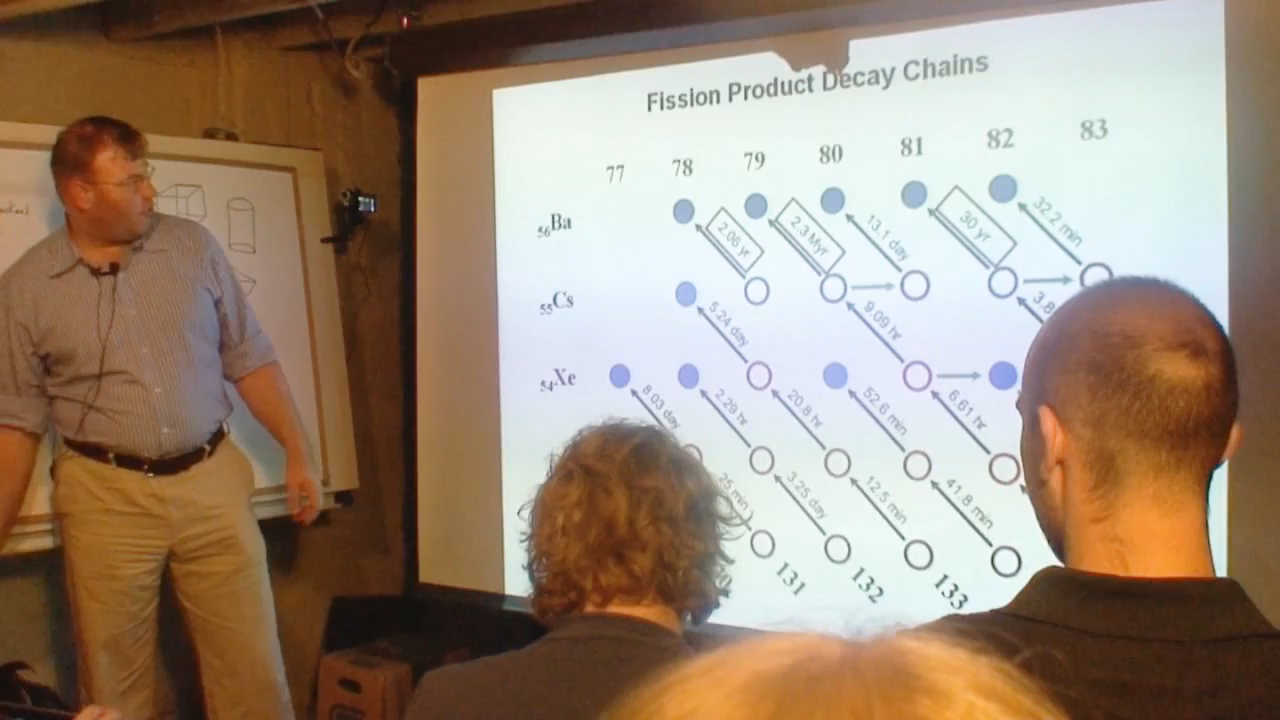 Fission Product Decay Chains
77 78 79 80 81 82 83
56Ba
2.06 yr 2.3 Myr 13.1 day 30 yr 32.2 min
55Cs
5.24 day 9.09 hr 3.8
54Xe
8.03 day 2.29 hr 20.8 hr 52.6 min 6.61 hr
25 min 3.25 day 12.5 min 41.8 min
131 132 133